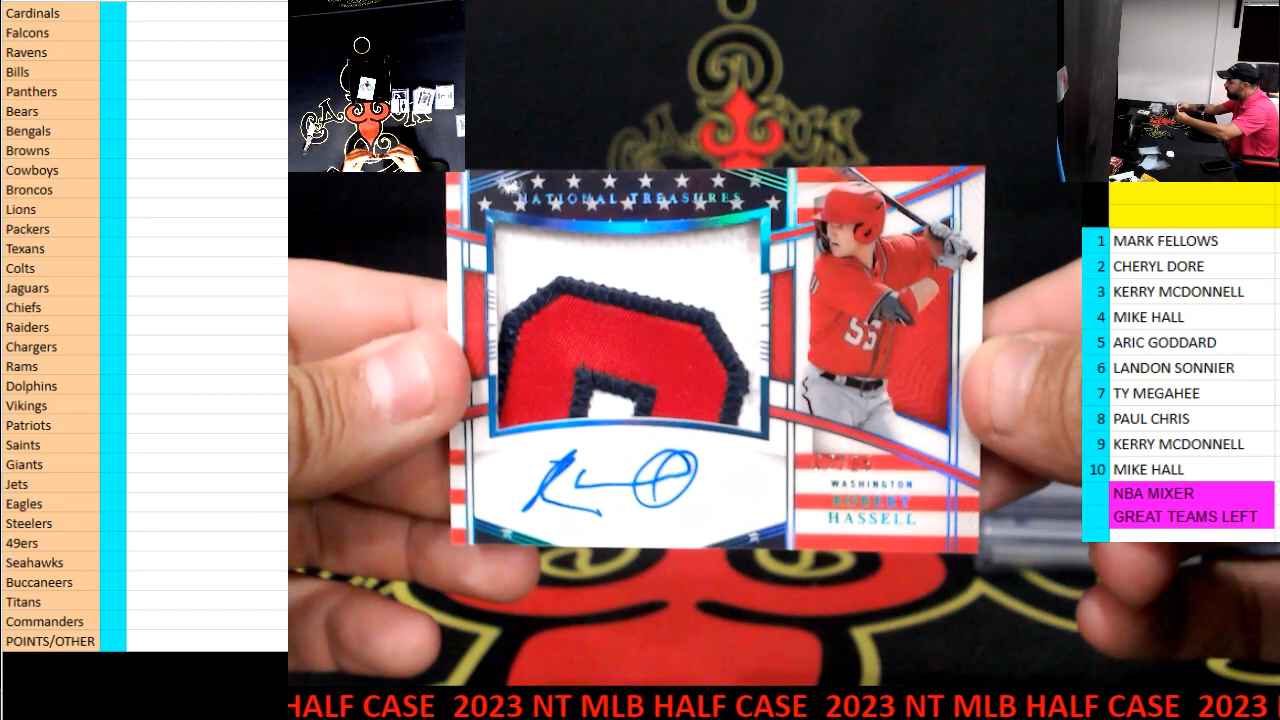 Cardinals
Falcons
Ravens
Bills
Panthers
Bears
Bengals
Browns
Cowboys
Broncos
Lions
Packers
Texans
Colts
Jaguars
Chiefs
Raiders
Chargers
Rams
Dolphins
Vikings
Patriots
Saints
Giants
Jets
Eagles
Steelers
49ers
Seahawks
Buccaneers
Titans
Commanders
POINTS/OTHER
NATIONAL TREASURES
55
WASHINGTON
ROBERT
HASSELL
1 MARK FELLOWS
2 CHERYL DORE
3 KERRY MCDONNELL
4 MIKE HALL
5 ARIC GODDARD
6 LANDON SONNIER
7 TY MEGAHEE
8 PAUL CHRIS
9 KERRY MCDONNELL
10 MIKE HALL
NBA MIXER
GREAT TEAMS LEFT
HALF CASE 2023 NT MLB HALF CASE 2023 NT MLB HALF CASE 2023